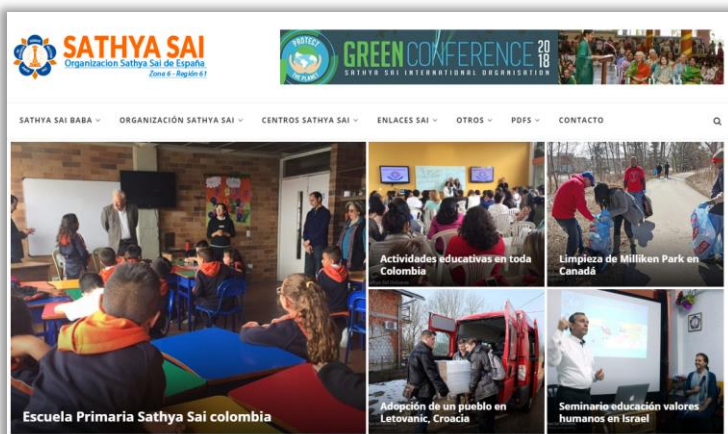 SATHYA SAI
Organizacion Sathya Sai de España
Zona 6 - Región 61
PROTECT
THE PLANET
GREEN CONFERENCE 2018
SATHYA SAI INTERNATIONAL ORGANISATION
SATHYA SAI BABA
ORGANIZACIÓN SATHYA SAI
CENTROS SATHYA SAI
ENLACES SAI
OTROS
PDFS
CONTACTO
Escuela Primaria Sathya Sai colombia
Actividades educativas en toda
Colombia
Limpieza de Milliken Park en
Canadá
Adopción de un pueblo en
Letovanic, Croacia
Seminario educación valores
humanos en Israel